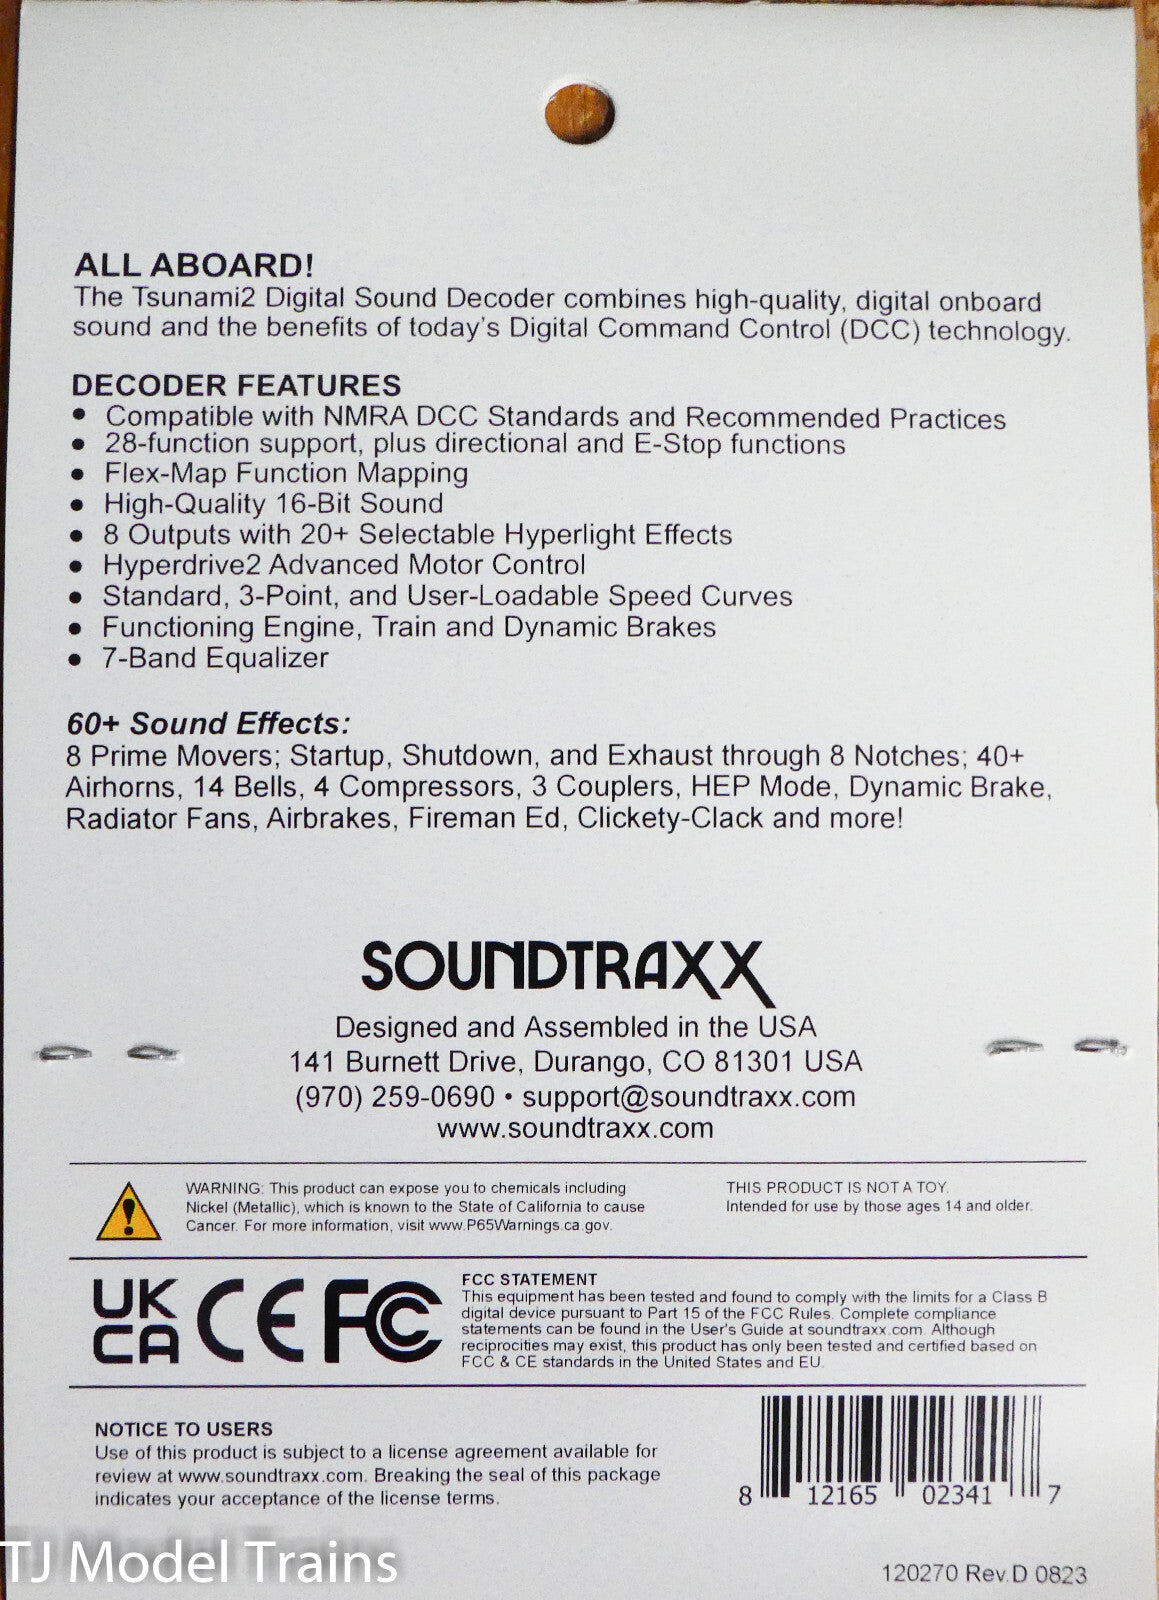 ALL ABOARD!
The Tsunami2 Digital Sound Decoder combines high-quality, digital onboard
sound and the benefits of today's Digital Command Control (DCC) technology.
DECODER FEATURES
• Compatible with NMRA DCC Standards and Recommended Practices
• 28-function support, plus directional and E-Stop functions
• Flex-Map Function Mapping
• High-Quality 16-Bit Sound
• 8 Outputs with 20+ Selectable Hyperlight Effects
• Hyperdrive2 Advanced Motor Control
• Standard, 3-Point, and User-Loadable Speed Curves
• Functioning Engine, Train and Dynamic Brakes
• 7-Band Equalizer
60+ Sound Effects:
8 Prime Movers; Startup, Shutdown, and Exhaust through 8 Notches; 40+
Airhorns, 14 Bells, 4 Compressors, 3 Couplers, HEP Mode, Dynamic Brake,
Radiator Fans, Airbrakes, Fireman Ed, Clickety-Clack and more!
SOUNDTRAXX
Designed and Assembled in the USA
141 Burnett Drive, Durango, CO 81301 USA
(970) 259-0690 • support@soundtraxx.com
www.soundtraxx.com
WARNING: This product can expose you to chemicals including
Nickel (Metallic), which is known to the State of California to cause
Cancer. For more information, visit www.P65Warnings.ca.gov.
THIS PRODUCT IS NOT A TOY.
Intended for use by those ages 14 and older.
UK
CA CE FC
FCC STATEMENT
This equipment has been tested and found to comply with the limits for a Class B
digital device pursuant to Part 15 of the FCC Rules. Complete compliance
statements can be found in the User's Guide at soundtraxx.com. Although
reciprocities may exist, this product has only been tested and certified based on
FCC & CE standards in the United States and EU.
NOTICE TO USERS
Use of this product is subject to a license agreement available for
review at www.soundtraxx.com. Breaking the seal of this package
indicates your acceptance of the license terms.
8 12165 02341 7
TJ Model Trains
120270 Rev.D 0823